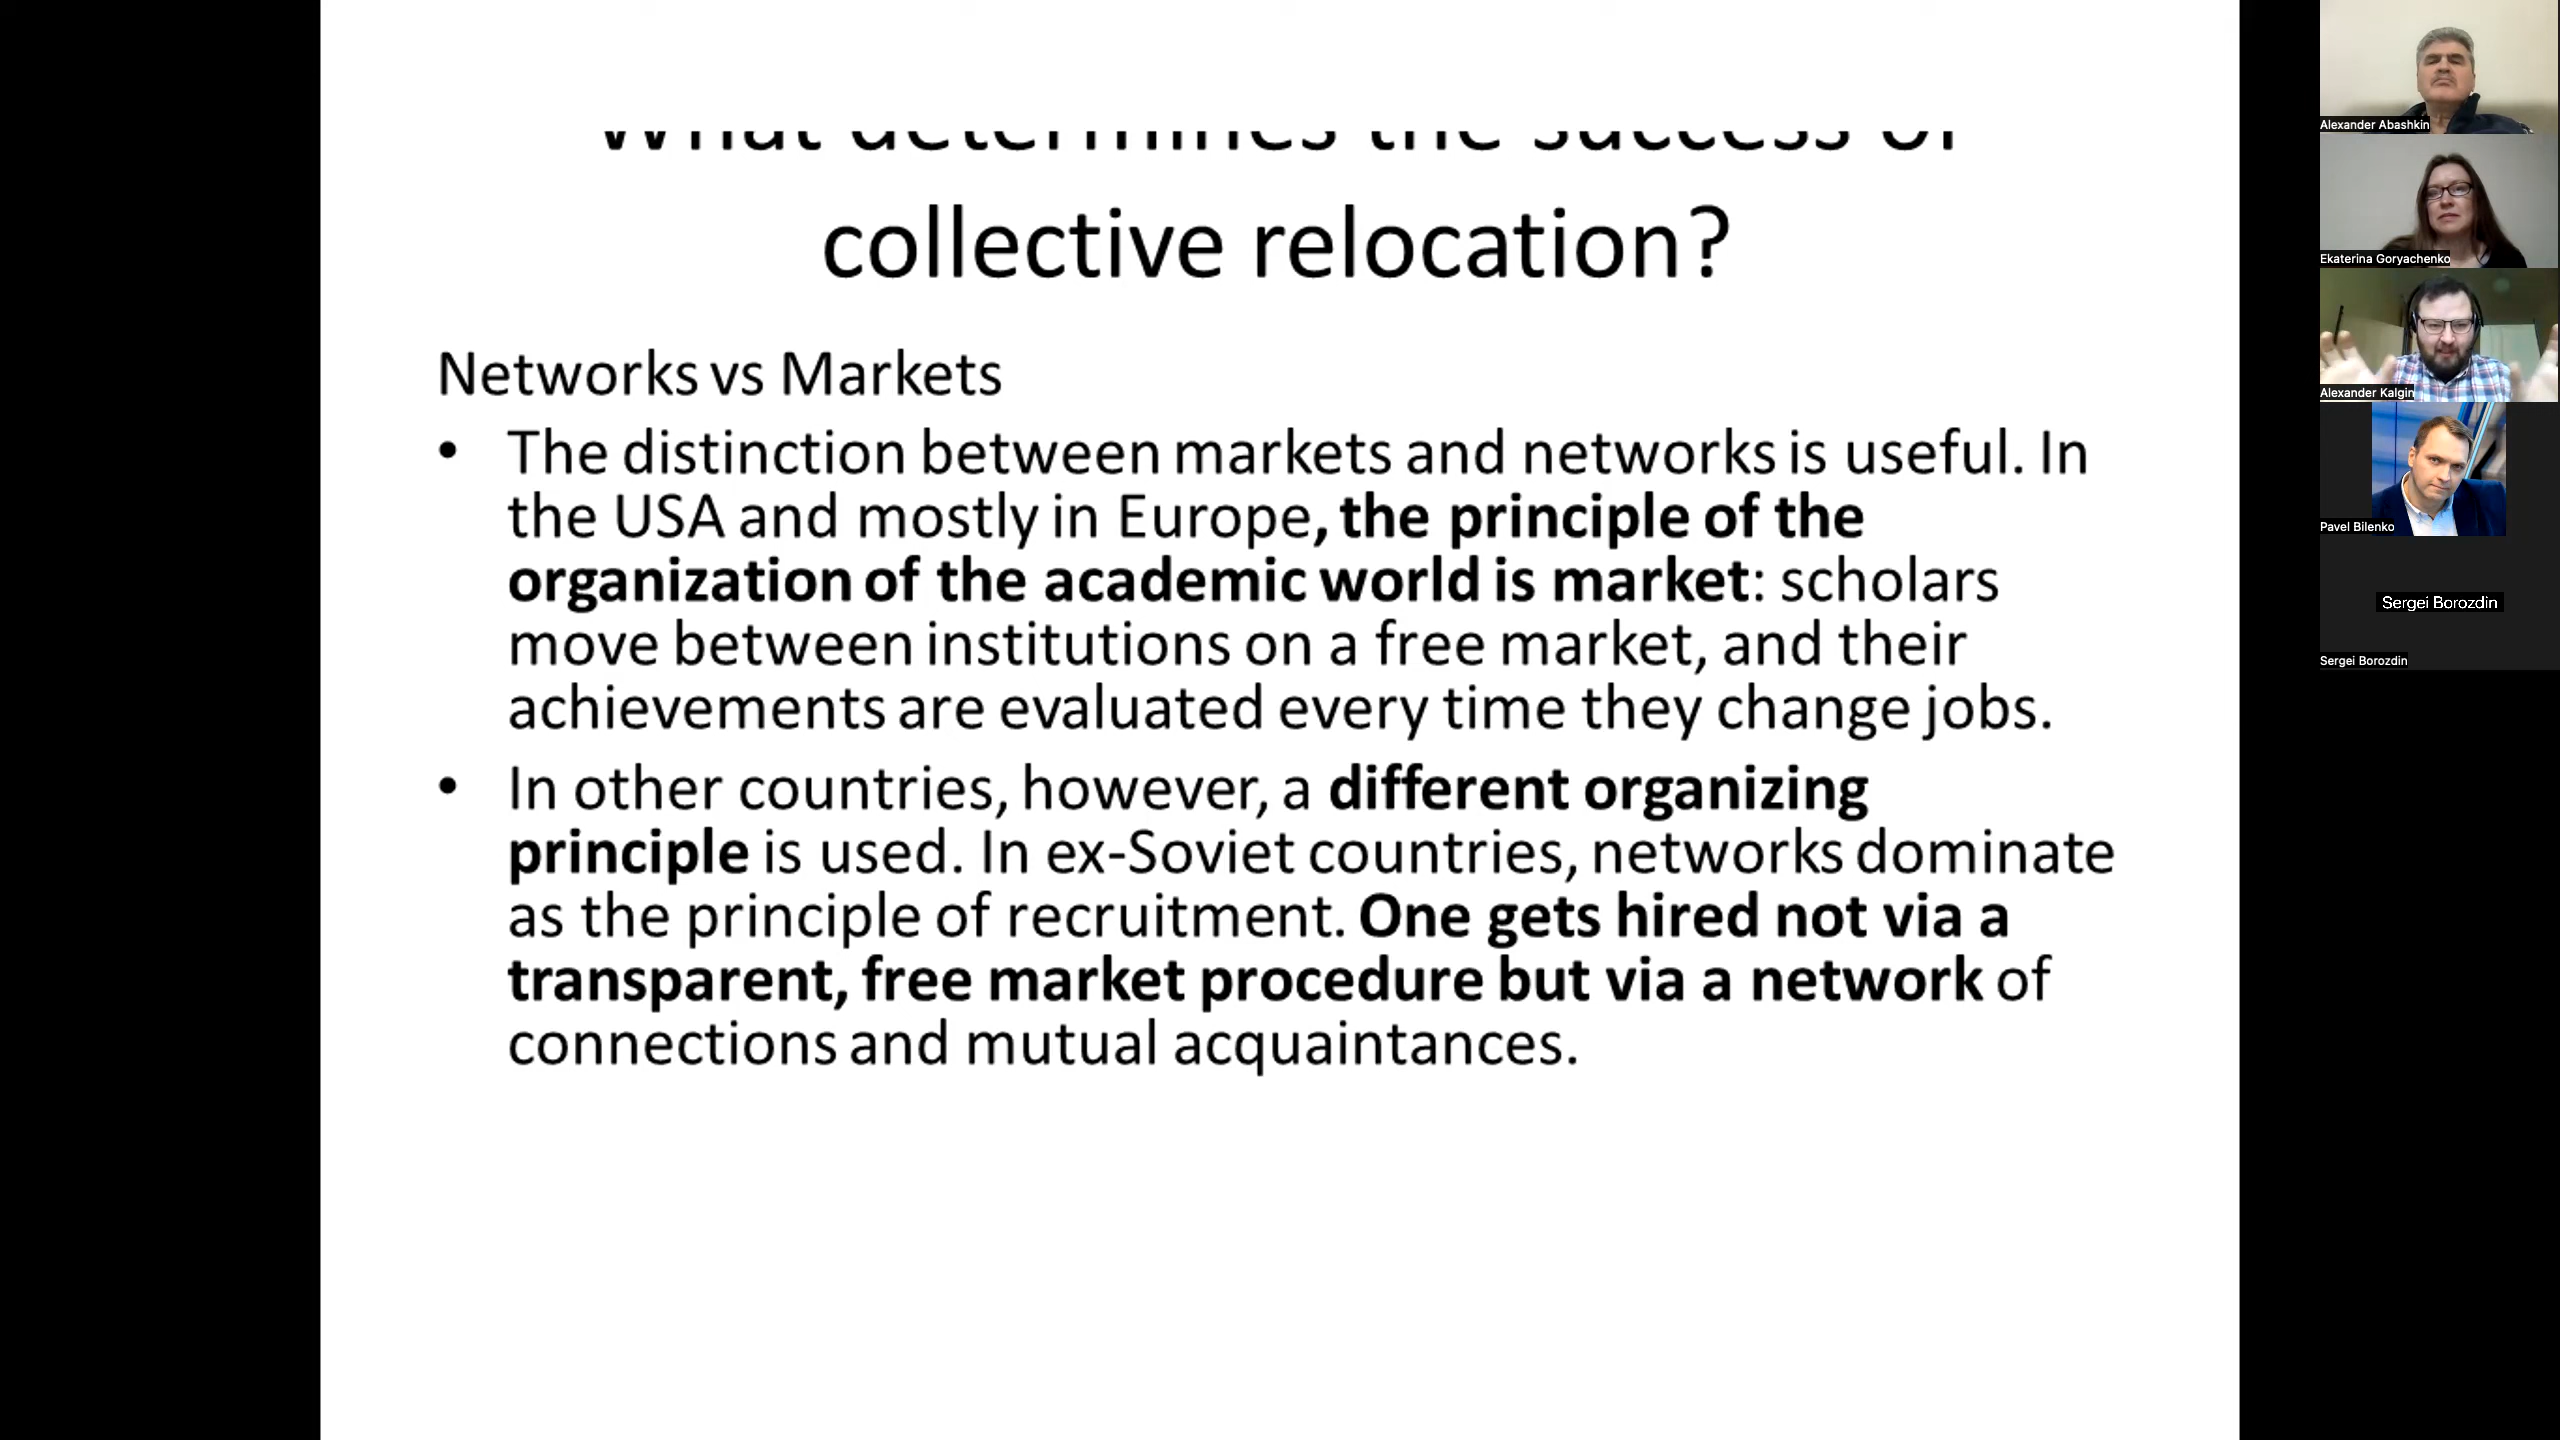 What determines the success of
collective relocation?
Networks vs Markets
• The distinction between markets and networks is useful. In
the USA and mostly in Europe, the principle of the
organization of the academic world is market: scholars
move between institutions on a free market, and their
achievements are evaluated every time they change jobs.
• In other countries, however, a different organizing
principle is used. In ex-Soviet countries, networks dominate
as the principle of recruitment. One gets hired not via a
transparent, free market procedure but via a network of
connections and mutual acquaintances.
Alexander Abashkin
Ekaterina Goryachenko
Alexander Kalgin
Pavel Bilenko
Sergei Borozdin
Sergei Borozdin